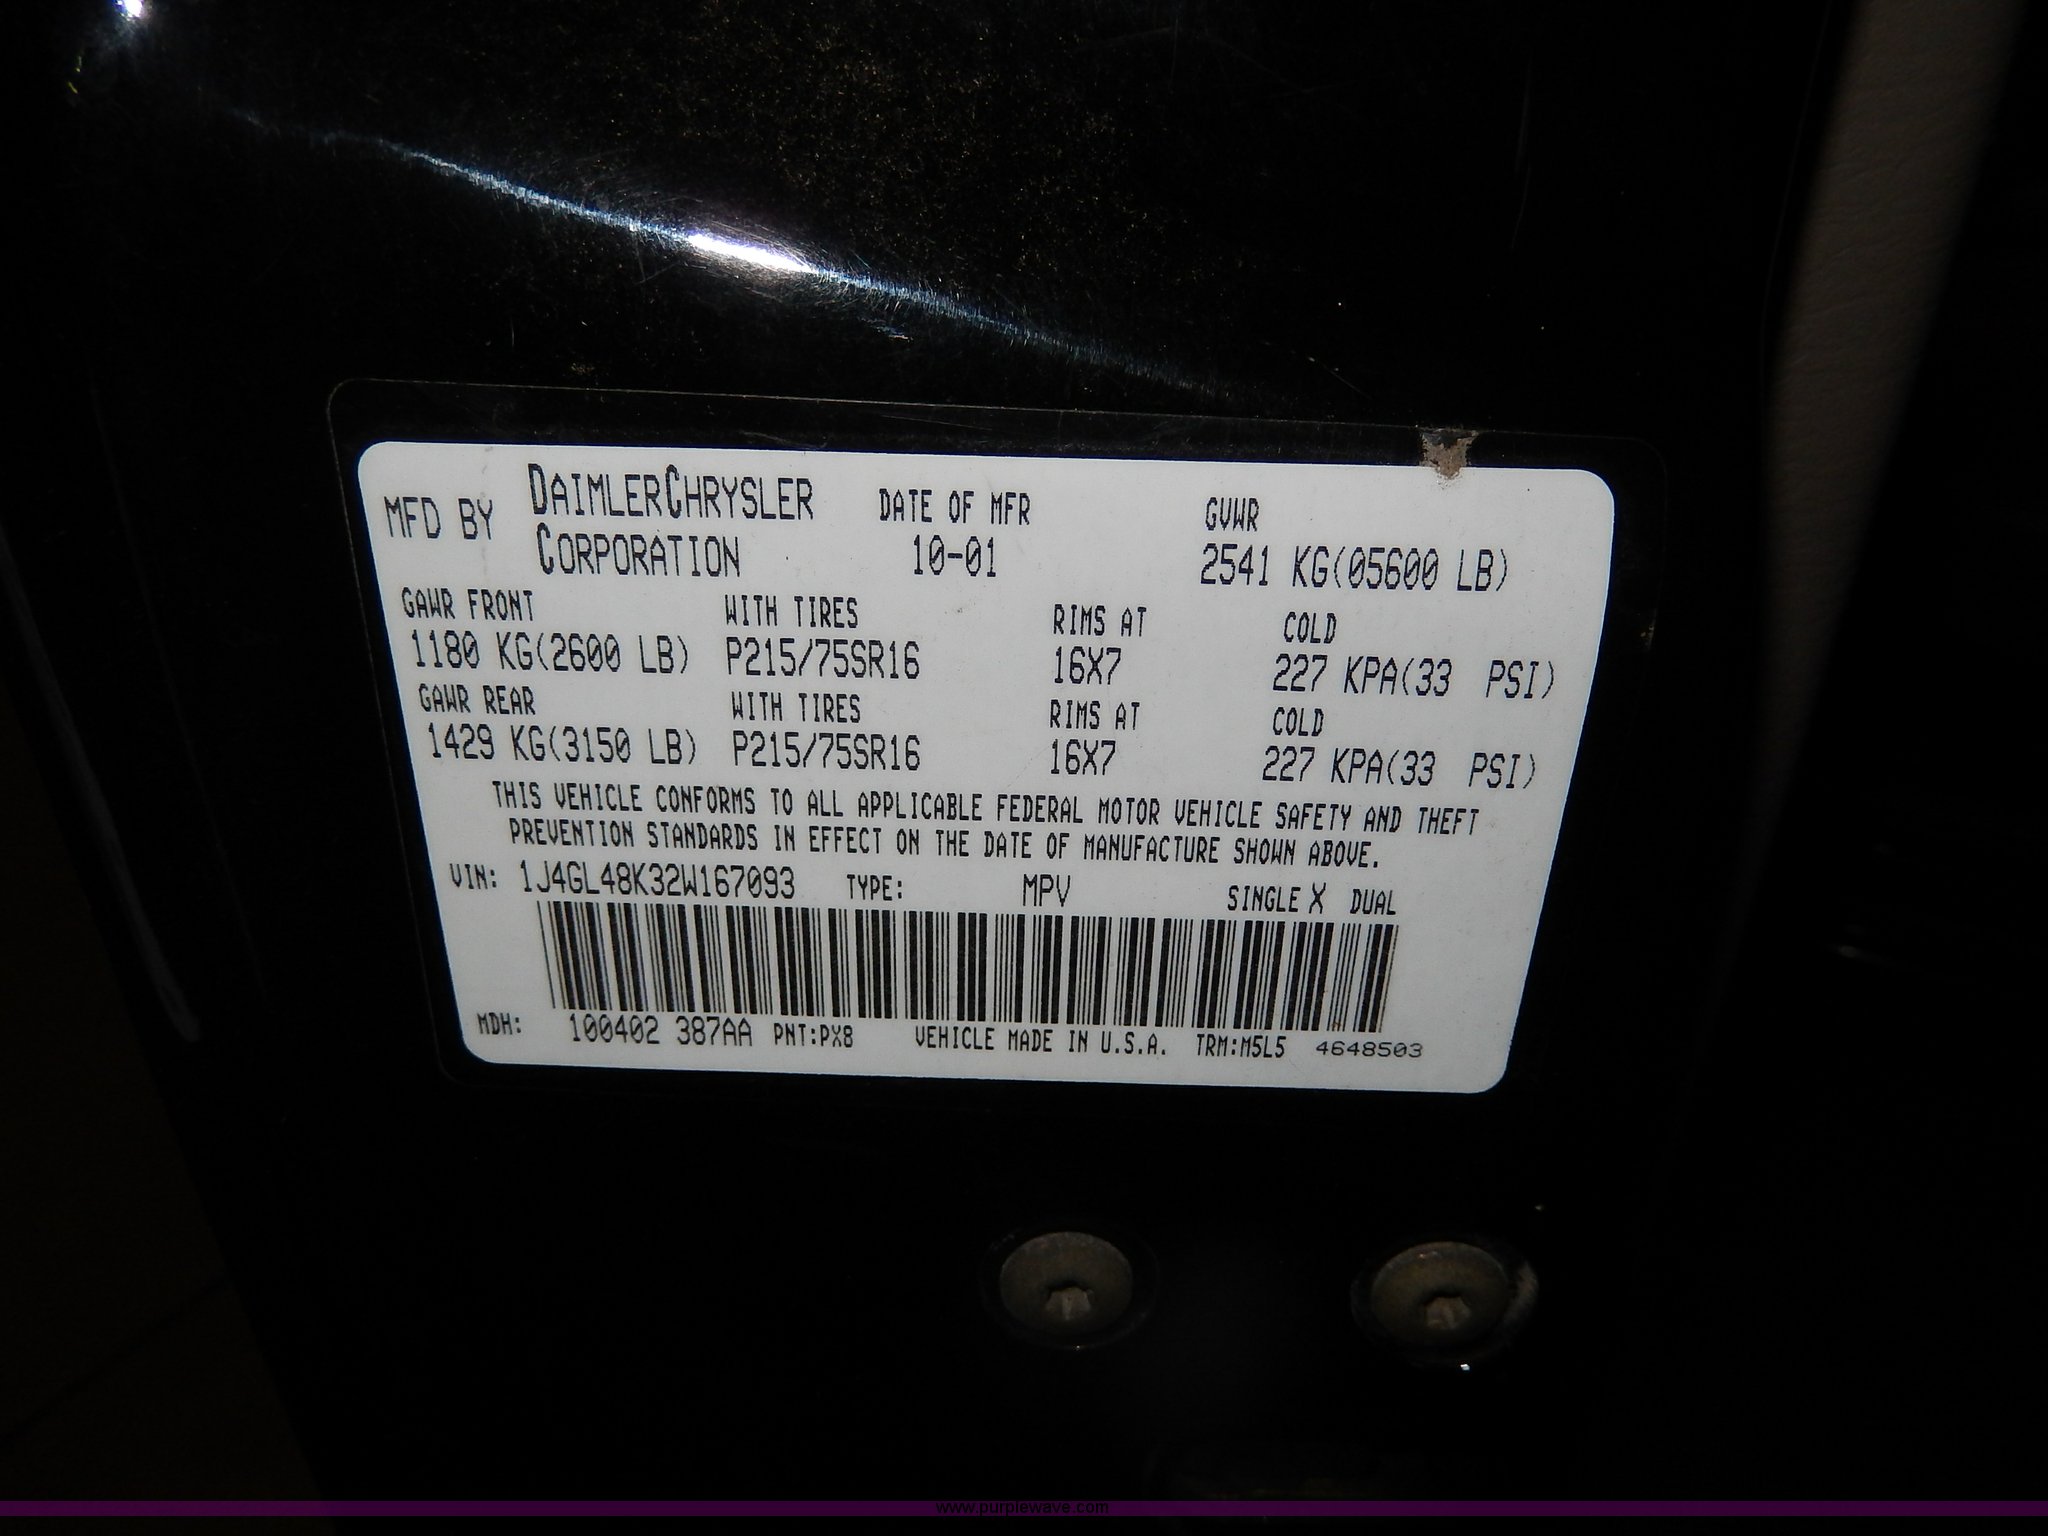 MFD BY DAIMLERCHRYSLER CORPORATION DATE OF MFR 10-01 GVWR 2541 KG(05600 LB)
GAWR FRONT WITH TIRES RIMS AT COLD
1180 KG(2600 LB) P215/75SR16 16X7 227 KPA(33 PSI)
GAWR REAR WITH TIRES RIMS AT COLD
1429 KG(3150 LB) P215/75SR16 16X7 227 KPA(33 PSI)
THIS VEHICLE CONFORMS TO ALL APPLICABLE FEDERAL MOTOR VEHICLE SAFETY AND THEFT
PREVENTION STANDARDS IN EFFECT ON THE DATE OF MANUFACTURE SHOWN ABOVE.
VIN: 1J4GL48K32W167093 TYPE: MPV SINGLE X DUAL
MDH: 100402 387AA PNT:PX8 VEHICLE MADE IN U.S.A. TRM:M5L5 4648503
www.purplewave.com